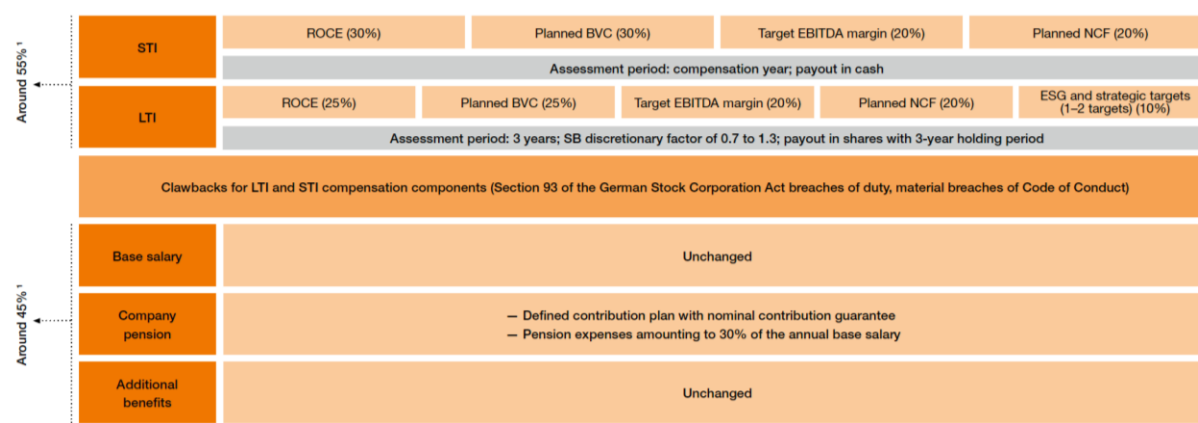 Around 55% ¹
STI
ROCE (30%)
Planned BVC (30%)
Target EBITDA margin (20%)
Planned NCF (20%)
Assessment period: compensation year; payout in cash
LTI
ROCE (25%)
Planned BVC (25%)
Target EBITDA margin (20%)
Planned NCF (20%)
ESG and strategic targets
(1–2 targets) (10%)
Assessment period: 3 years; SB discretionary factor of 0.7 to 1.3; payout in shares with 3-year holding period
Clawbacks for LTI and STI compensation components (Section 93 of the German Stock Corporation Act breaches of duty, material breaches of Code of Conduct)
Around 45% ¹
Base salary
Unchanged
Company
pension
— Defined contribution plan with nominal contribution guarantee
— Pension expenses amounting to 30% of the annual base salary
Additional
benefits
Unchanged